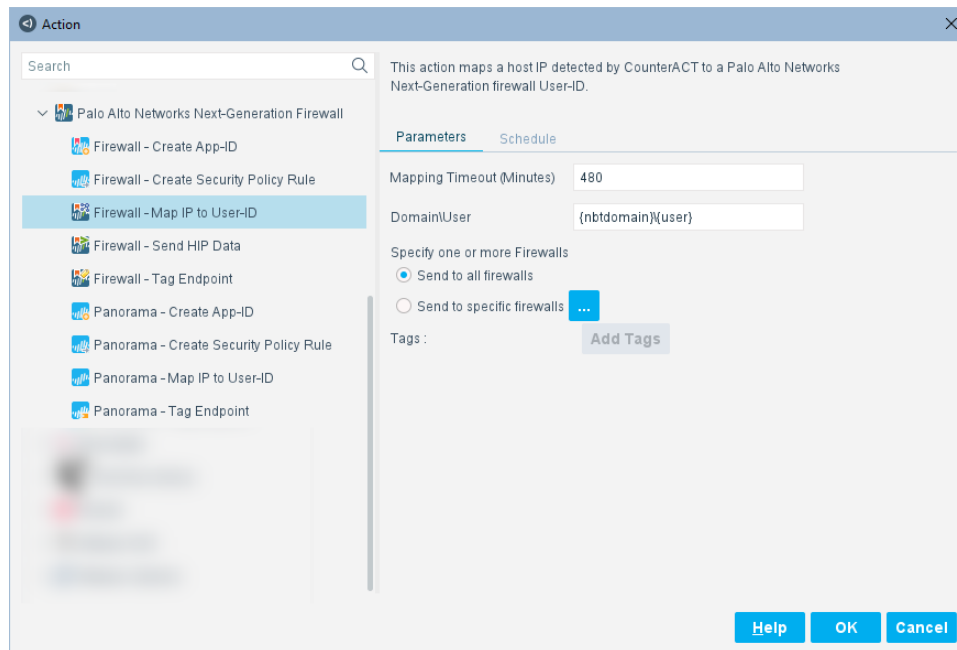 Action
Search
Palo Alto Networks Next-Generation Firewall
Firewall - Create App-ID
Firewall - Create Security Policy Rule
Firewall - Map IP to User-ID
Firewall - Send HIP Data
Firewall - Tag Endpoint
Panorama - Create App-ID
Panorama - Create Security Policy Rule
Panorama - Map IP to User-ID
Panorama - Tag Endpoint
This action maps a host IP detected by CounterACT to a Palo Alto Networks
Next-Generation firewall User-ID.
Parameters Schedule
Mapping Timeout (Minutes) 480
Domain\User {nbtdomain}\{user}
Specify one or more Firewalls
Send to all firewalls
Send to specific firewalls ...
Tags : Add Tags
Help OK Cancel